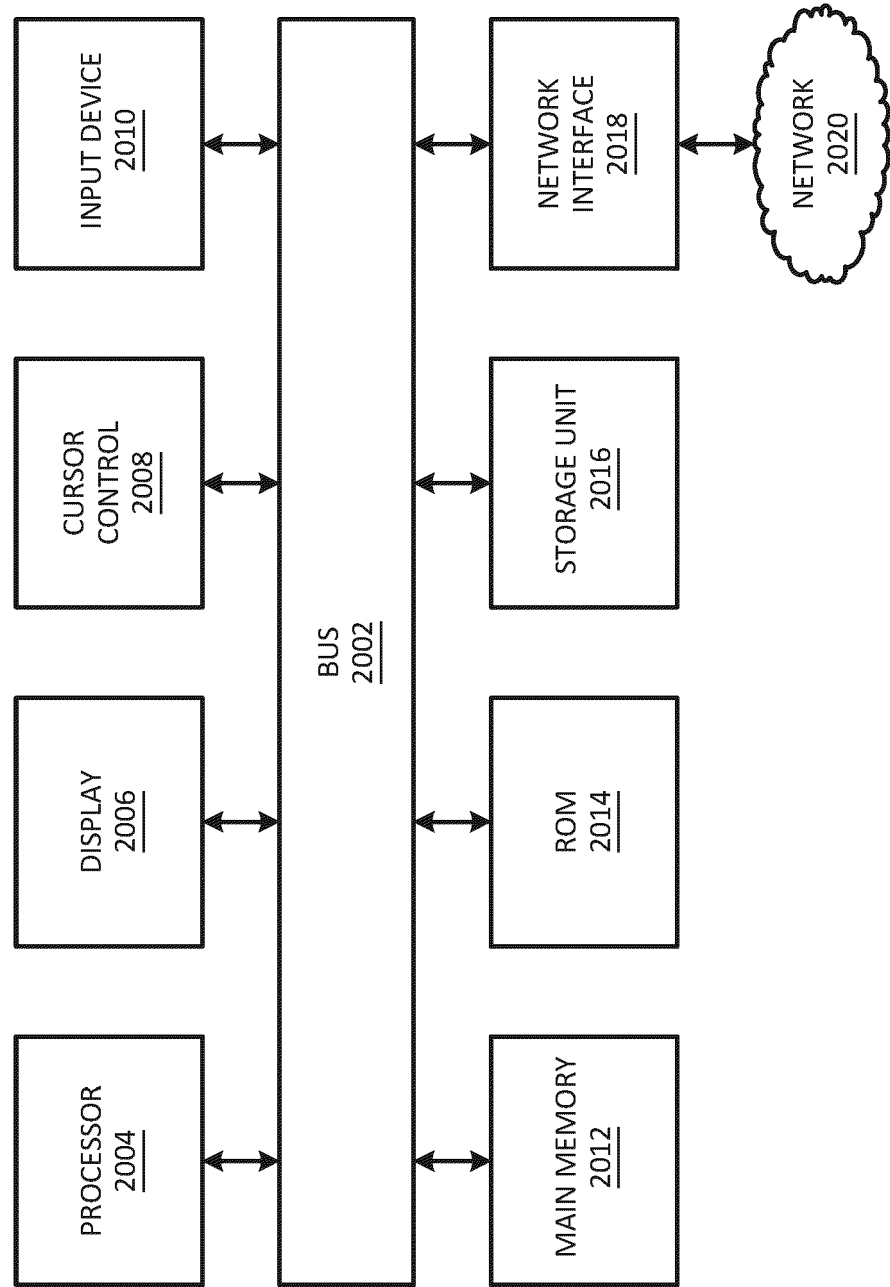 PROCESSOR
2004
DISPLAY
2006
CURSOR
CONTROL
2008
INPUT DEVICE
2010
BUS
2002
MAIN MEMORY
2012
ROM
2014
STORAGE UNIT
2016
NETWORK
INTERFACE
2018
NETWORK
2020